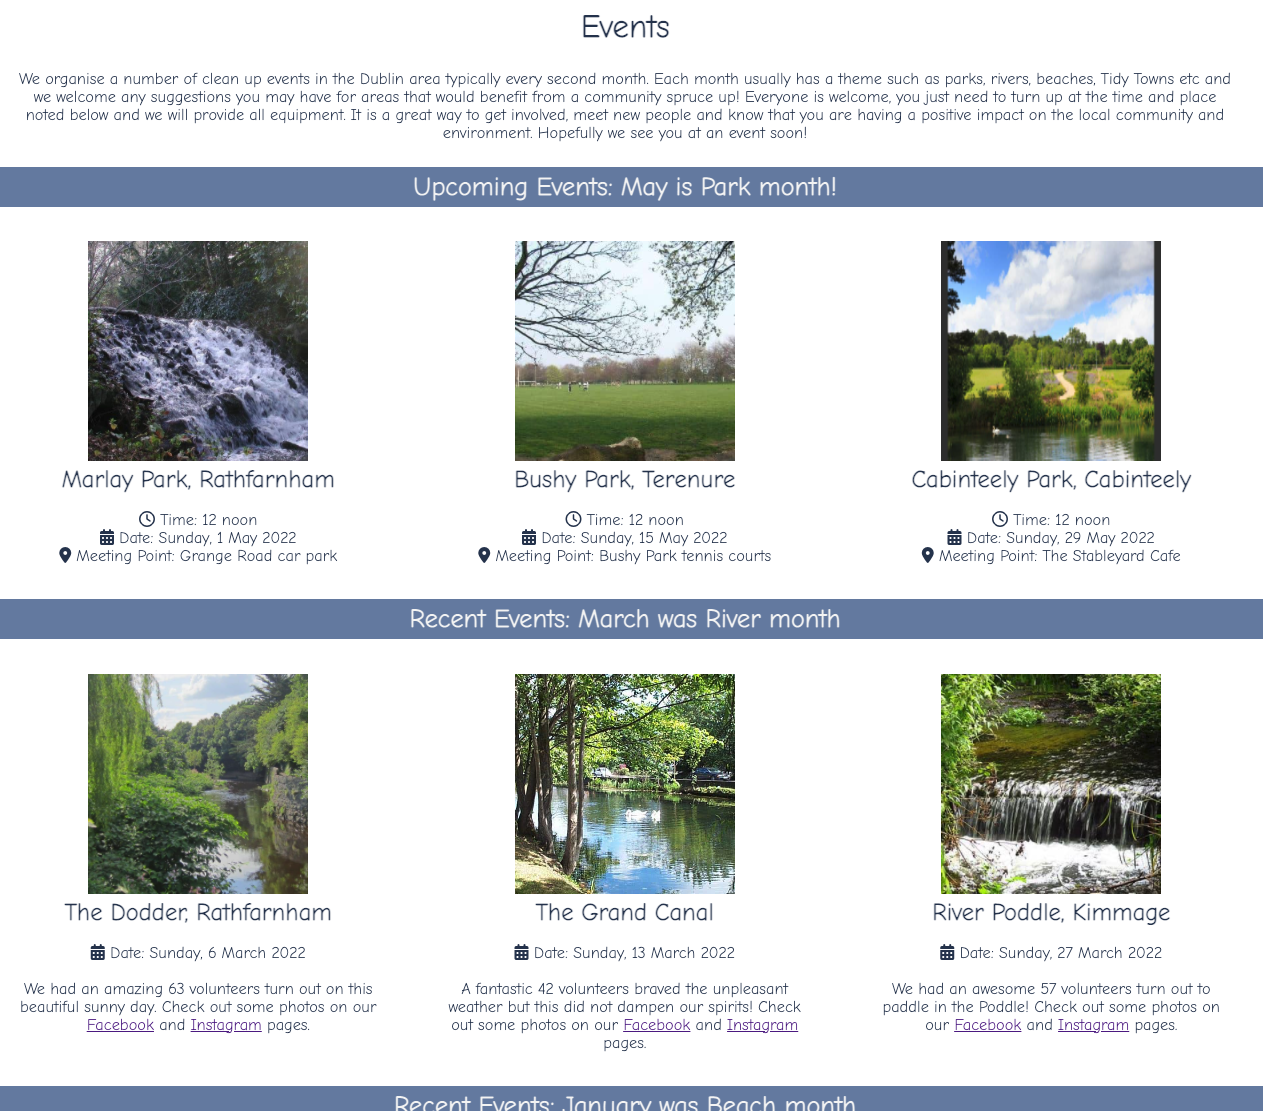 Events
We organise a number of clean up events in the Dublin area typically every second month. Each month usually has a theme such as parks, rivers, beaches, Tidy Towns etc and
we welcome any suggestions you may have for areas that would benefit from a community spruce up! Everyone is welcome, you just need to turn up at the time and place
noted below and we will provide all equipment. It is a great way to get involved, meet new people and know that you are having a positive impact on the local community and
environment. Hopefully we see you at an event soon!
Upcoming Events: May is Park month!
Marlay Park, Rathfarnham
Time: 12 noon
Date: Sunday, 1 May 2022
Meeting Point: Grange Road car park
Bushy Park, Terenure
Time: 12 noon
Date: Sunday, 15 May 2022
Meeting Point: Bushy Park tennis courts
Cabinteely Park, Cabinteely
Time: 12 noon
Date: Sunday, 29 May 2022
Meeting Point: The Stableyard Cafe
Recent Events: March was River month
The Dodder, Rathfarnham
Date: Sunday, 6 March 2022
We had an amazing 63 volunteers turn out on this
beautiful sunny day. Check out some photos on our
Facebook and Instagram pages.
The Grand Canal
Date: Sunday, 13 March 2022
A fantastic 42 volunteers braved the unpleasant
weather but this did not dampen our spirits! Check
out some photos on our Facebook and Instagram
pages.
River Poddle, Kimmage
Date: Sunday, 27 March 2022
We had an awesome 57 volunteers turn out to
paddle in the Poddle! Check out some photos on
our Facebook and Instagram pages.
Recent Events: January was Beach month